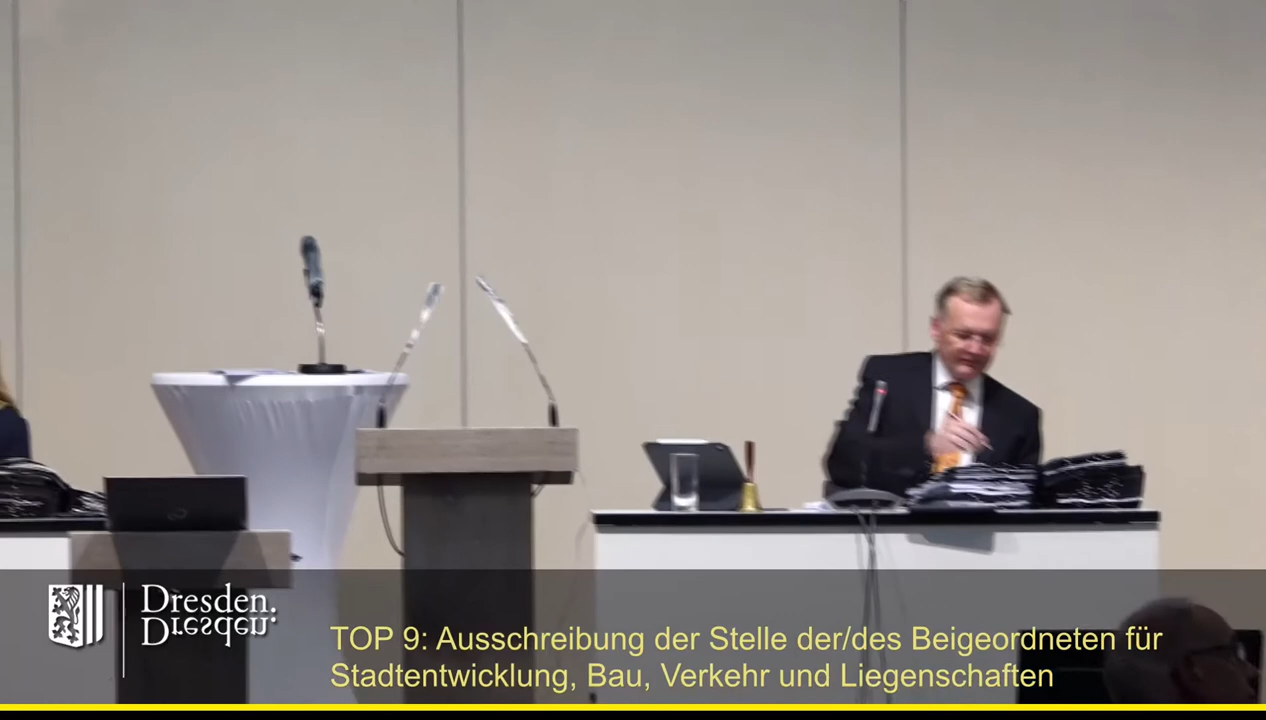 Dresden.
Dresden.
TOP 9: Ausschreibung der Stelle der/des Beigeordneten für
Stadtentwicklung, Bau, Verkehr und Liegenschaften